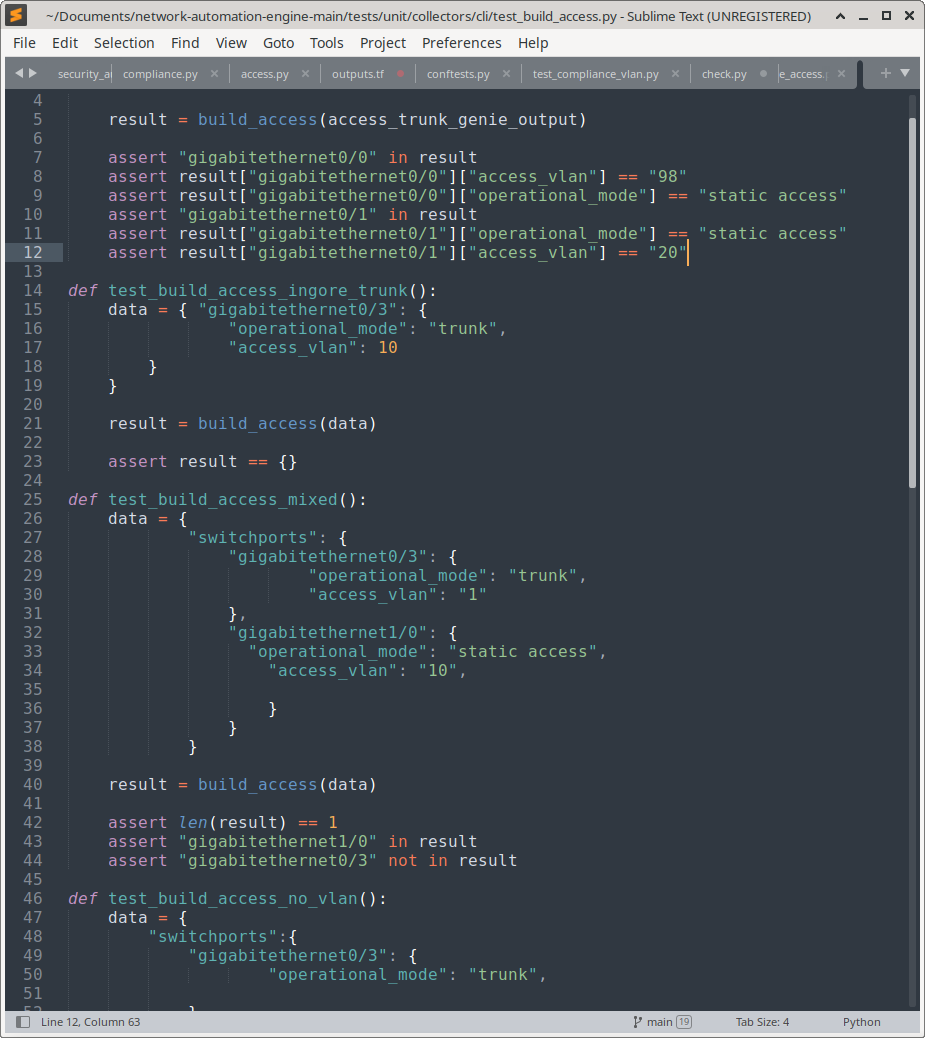 ~/Documents/network-automation-engine-main/tests/unit/collectors/cli/test_build_access.py - Sublime Text (UNREGISTERED)
File Edit Selection Find View Goto Tools Project Preferences Help
security_a compliance.py access.py outputs.tf conftests.py test_compliance_vlan.py check.py e_access.
4
5 result = build_access(access_trunk_genie_output)
6
7 assert "gigabitethernet0/0" in result
8 assert result["gigabitethernet0/0"]["access_vlan"] == "98"
9 assert result["gigabitethernet0/0"]["operational_mode"] == "static access"
10 assert "gigabitethernet0/1" in result
11 assert result["gigabitethernet0/1"]["operational_mode"] == "static access"
12 assert result["gigabitethernet0/1"]["access_vlan"] == "20"
13
14 def test_build_access_ingore_trunk():
15 data = { "gigabitethernet0/3": {
16 "operational_mode": "trunk",
17 "access_vlan": 10
18 }
19 }
20
21 result = build_access(data)
22
23 assert result == {}
24
25 def test_build_access_mixed():
26 data = {
27 "switchports": {
28 "gigabitethernet0/3": {
29 "operational_mode": "trunk",
30 "access_vlan": "1"
31 },
32 "gigabitethernet1/0": {
33 "operational_mode": "static access",
34 "access_vlan": "10",
35
36 }
37 }
38 }
39
40 result = build_access(data)
41
42 assert len(result) == 1
43 assert "gigabitethernet1/0" in result
44 assert "gigabitethernet0/3" not in result
45
46 def test_build_access_no_vlan():
47 data = {
48 "switchports":{
49 "gigabitethernet0/3": {
50 "operational_mode": "trunk",
51
Line 12, Column 63 main 19 Tab Size: 4 Python